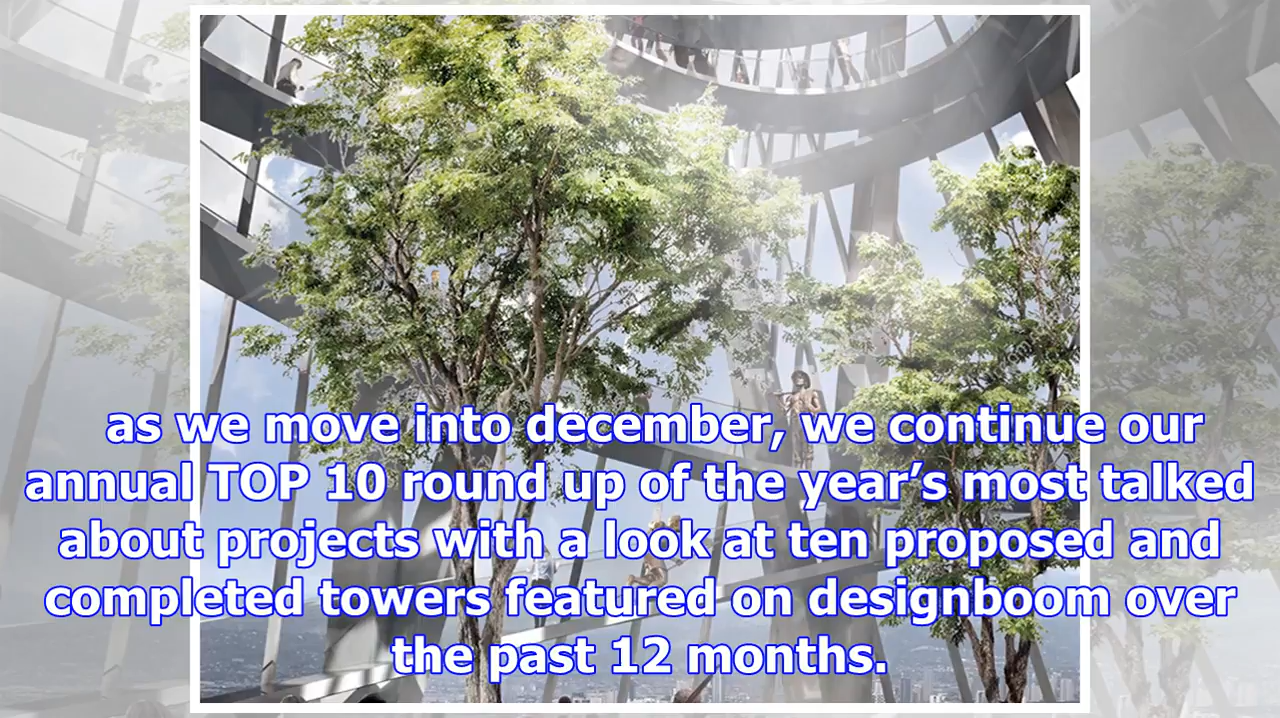 as we move into december, we continue our
annual TOP 10 round up of the year’s most talked
about projects with a look at ten proposed and
completed towers featured on designboom over
the past 12 months.